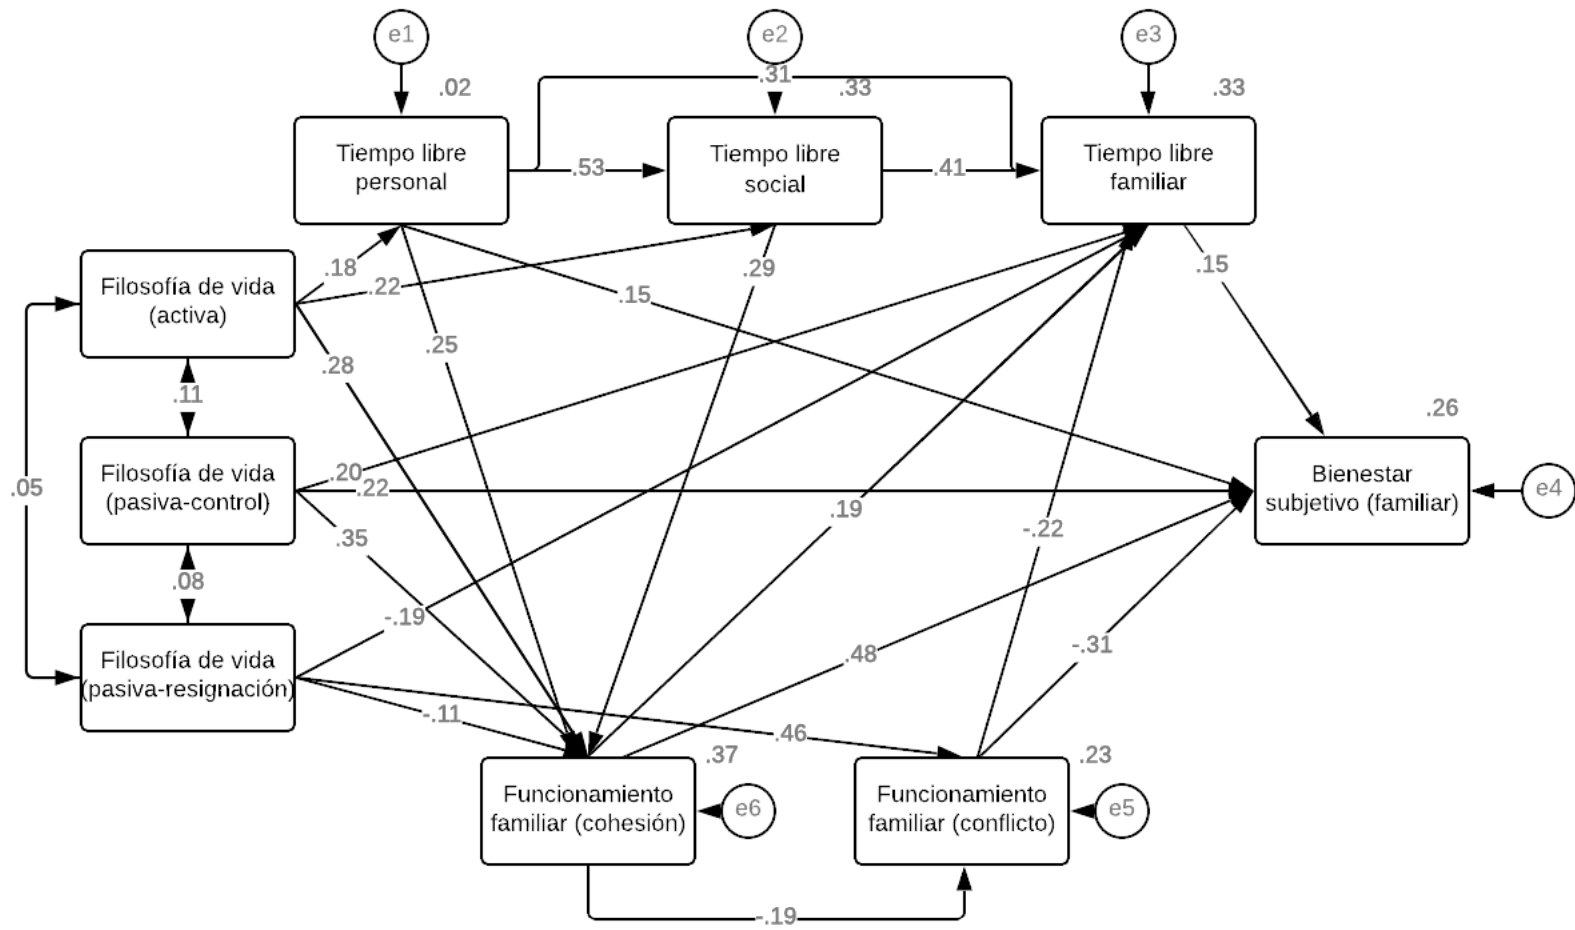 e1
e2
e3
.02
.31
.33
.33
Tiempo libre
personal
.53
Tiempo libre
social
.41
Tiempo libre
familiar
.18
.22
.29
.15
.15
Filosofía de vida
(activa)
.25
.28
.11
.26
.05
Filosofía de vida
(pasiva-control)
.20
.22
.35
.19
-.22
Bienestar
subjetivo (familiar)
e4
.08
-.19
.48
-.31
Filosofía de vida
(pasiva-resignación)
-.11
.46
.37
.23
Funcionamiento
familiar (cohesión)
e6
Funcionamiento
familiar (conflicto)
e5
-.19